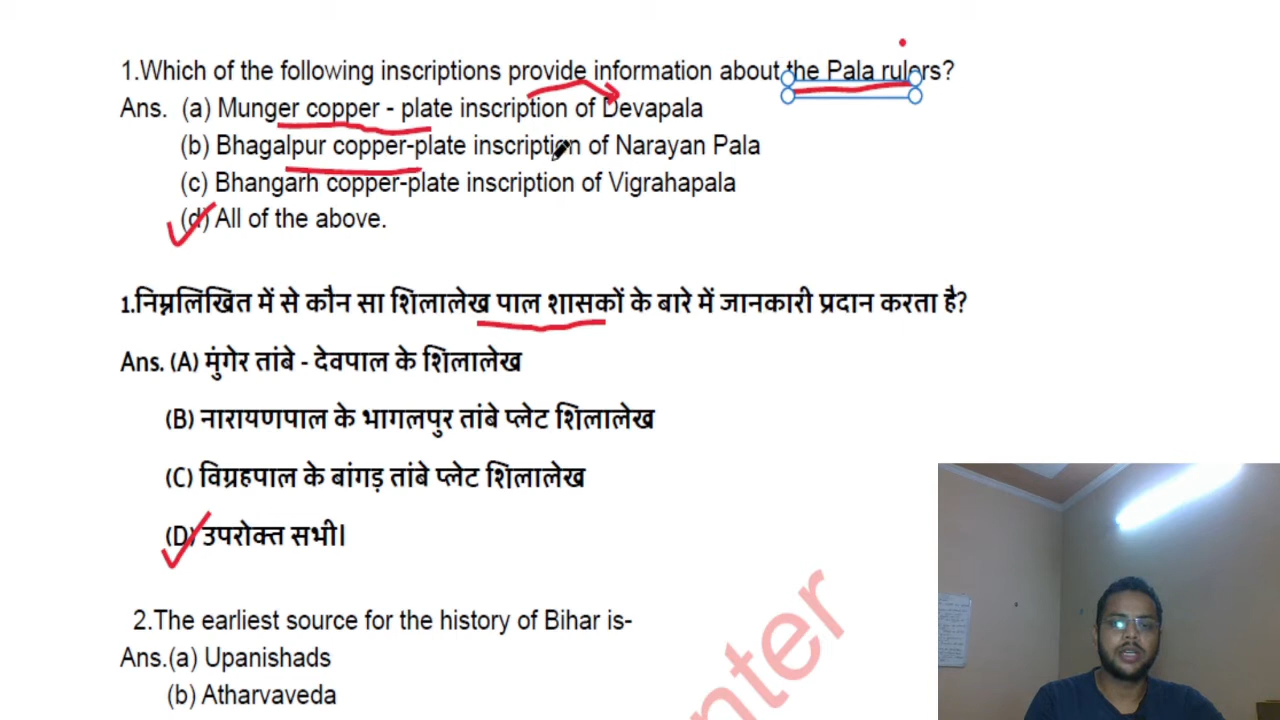 1.Which of the following inscriptions provide information about the Pala rulers?
Ans. (a) Munger copper - plate inscription of Devapala
(b) Bhagalpur copper-plate inscription of Narayan Pala
(c) Bhangarh copper-plate inscription of Vigrahapala
(d) All of the above.
1.निम्नलिखित में से कौन सा शिलालेख पाल शासकों के बारे में जानकारी प्रदान करता है?
Ans. (A) मुंगेर तांबे - देवपाल के शिलालेख
(B) नारायणपाल के भागलपुर तांबे प्लेट शिलालेख
(C) विग्रहपाल के बांगड़ तांबे प्लेट शिलालेख
(D) उपरोक्त सभी।
2.The earliest source for the history of Bihar is-
Ans.(a) Upanishads
(b) Atharvaveda
nter